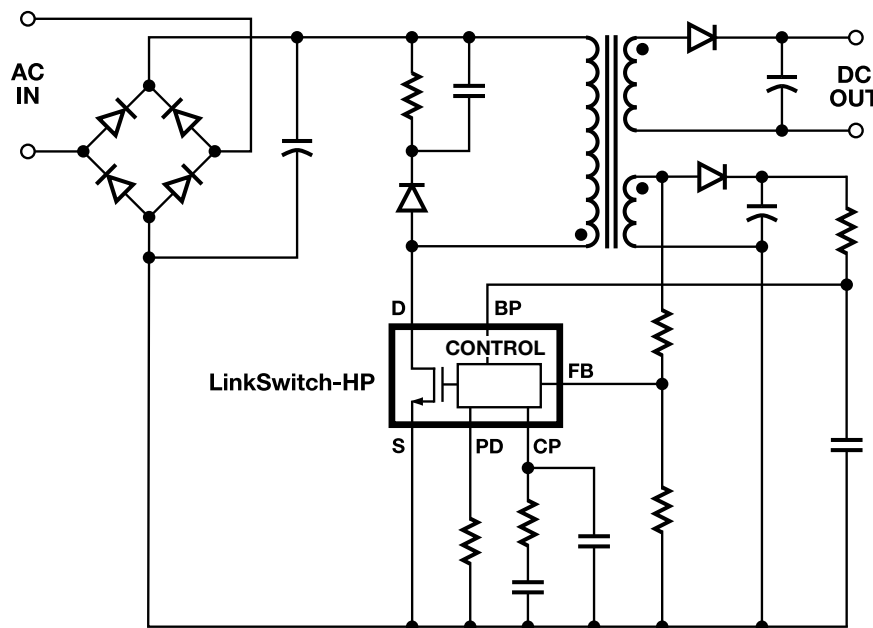 AC
IN
DC
OUT
D
BP
CONTROL
LinkSwitch-HP
FB
S
PD
CP